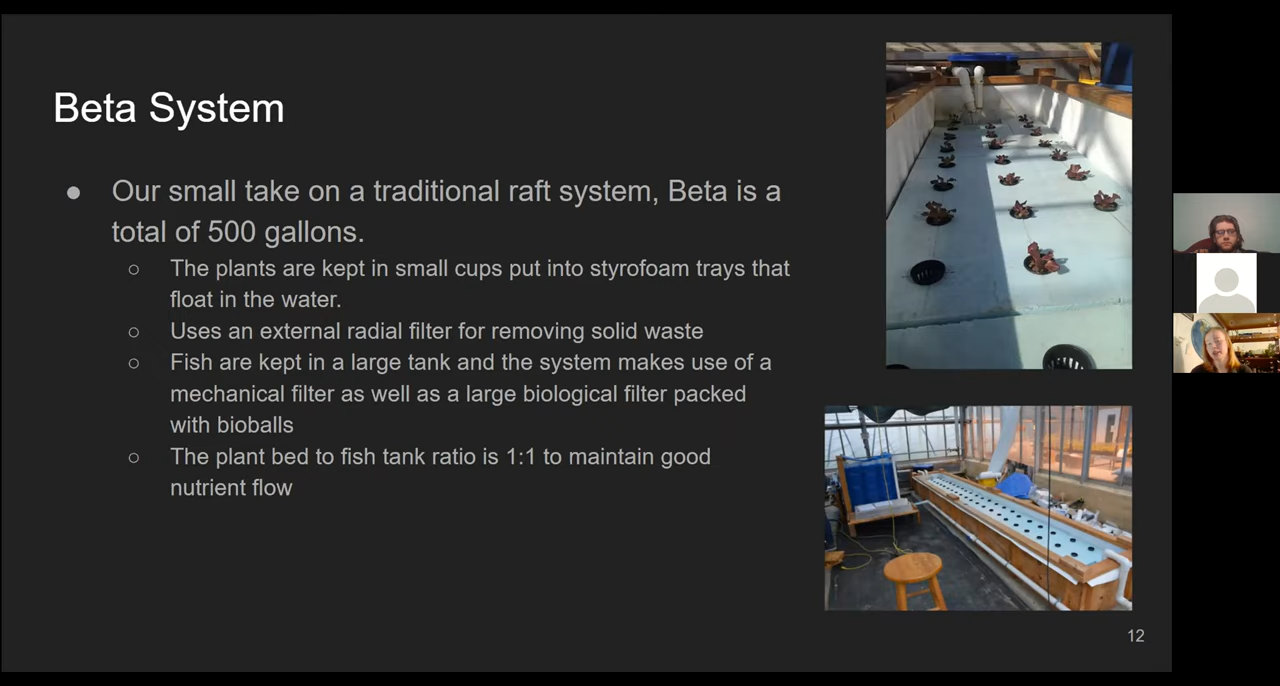 Beta System
● Our small take on a traditional raft system, Beta is a
total of 500 gallons.
○ The plants are kept in small cups put into styrofoam trays that
float in the water.
○ Uses an external radial filter for removing solid waste
○ Fish are kept in a large tank and the system makes use of a
mechanical filter as well as a large biological filter packed
with bioballs
○ The plant bed to fish tank ratio is 1:1 to maintain good
nutrient flow
12